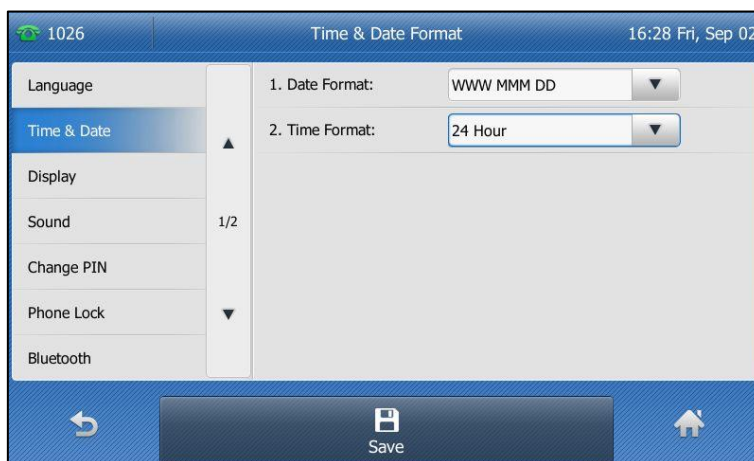 1026 Time & Date Format 16:28 Fri, Sep 02
Language
Time & Date
Display
Sound
1/2
Change PIN
Phone Lock
Bluetooth
1. Date Format: WWW MMM DD
2. Time Format: 24 Hour
Save